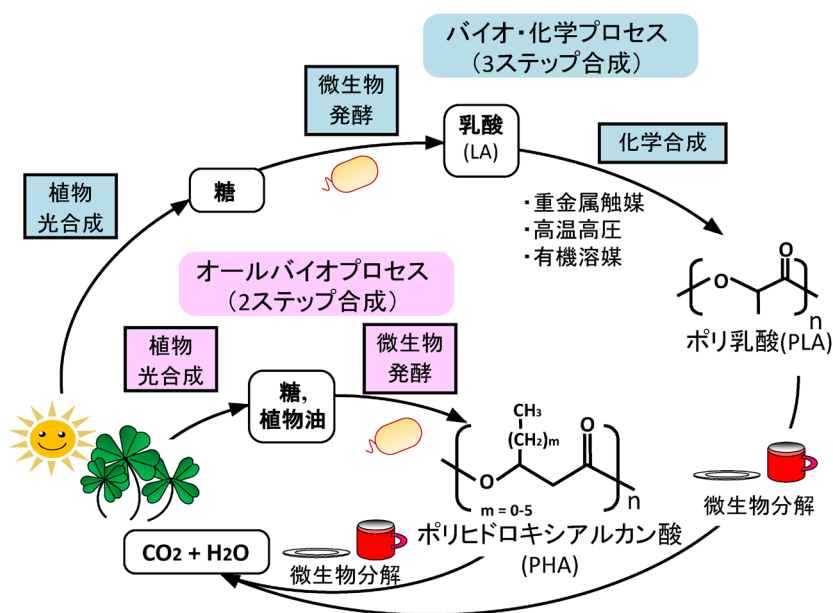 バイオ・化学プロセス
（3ステップ合成）
微生物
発酵
乳酸
(LA)
化学合成
植物
光合成
糖
・重金属触媒
・高温高圧
・有機溶媒
オールバイオプロセス
（2ステップ合成）
O
O
n
ポリ乳酸(PLA)
植物
光合成
微生物
発酵
糖,
植物油
CH₃
(CH₂)m
O
O
n
m = 0-5
ポリヒドロキシアルカン酸
(PHA)
微生物分解
CO₂ + H₂O
微生物分解